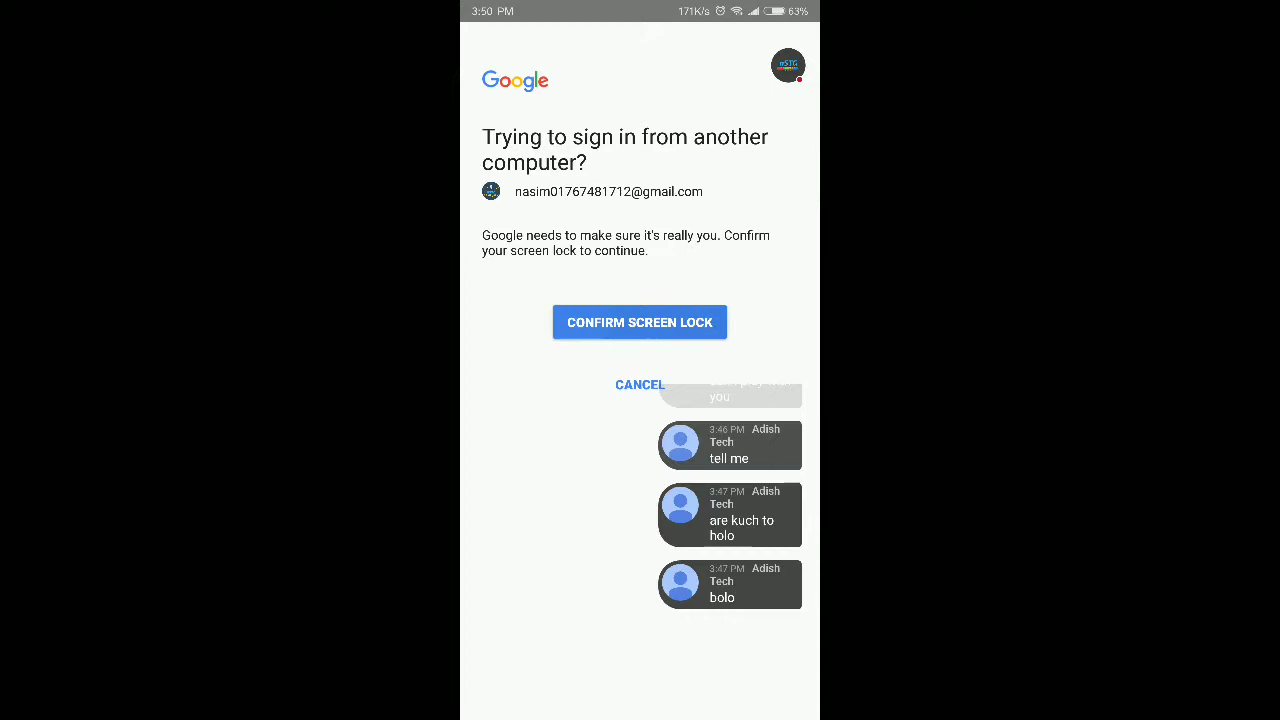 3:50 PM
171K/s
63%
Google
Trying to sign in from another
computer?
nasim01767481712@gmail.com
Google needs to make sure it's really you. Confirm
your screen lock to continue.
CONFIRM SCREEN LOCK
CANCEL
you
3:46 PM Adish
Tech
tell me
3:47 PM Adish
Tech
are kuch to
holo
3:47 PM Adish
Tech
bolo